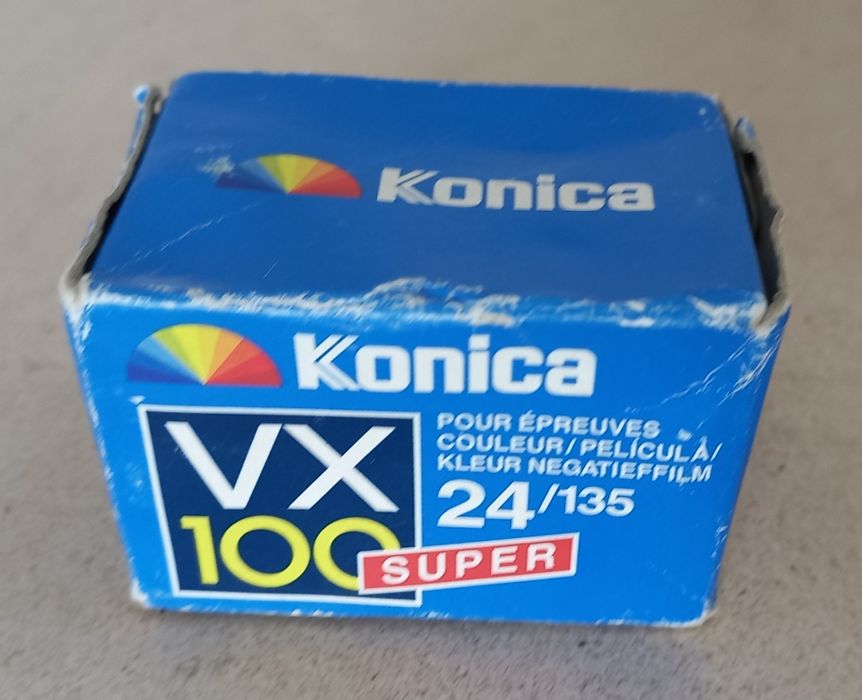 Konica
Konica
VX
100
SUPER
POUR ÉPREUVES
COULEUR/PELÍCULA/
KLEUR NEGATIEFFILM
24/135